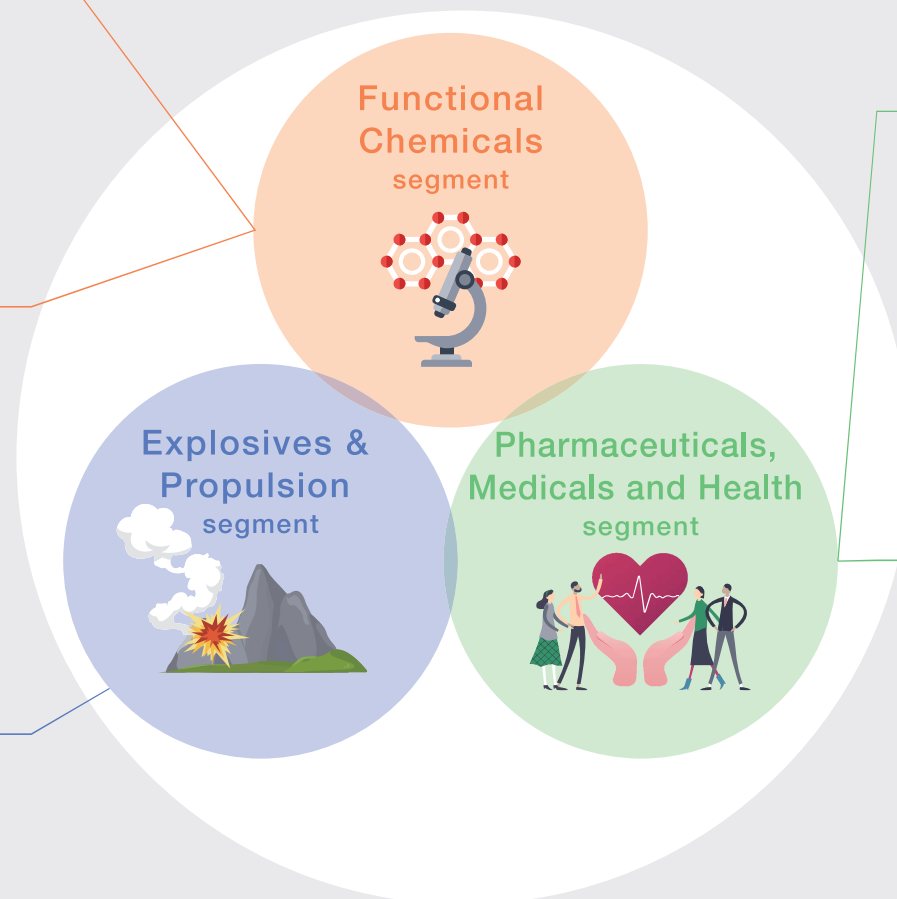 Functional
Chemicals
segment
Explosives &
Propulsion
segment
Pharmaceuticals,
Medicals and Health
segment